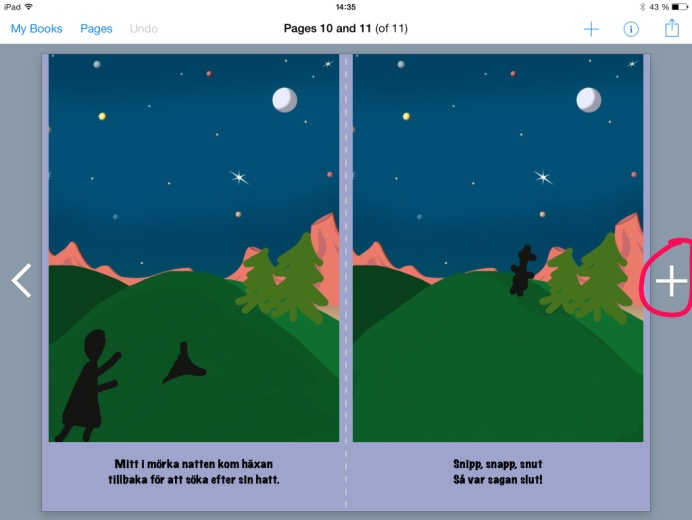 iPad 14:35 43 %
My Books Pages Undo Pages 10 and 11 (of 11)
Mitt i mörka natten kom häxan
tillbaka för att söka efter sin hatt.
Snipp, snapp, snut
Så var sagan slut!